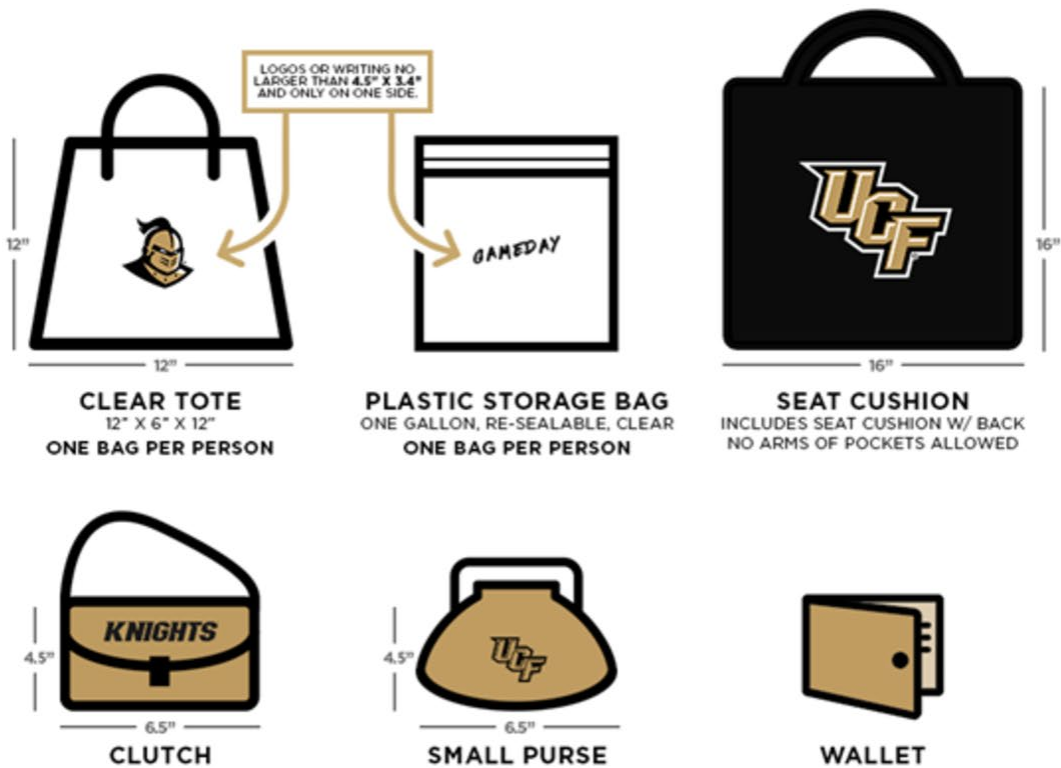 LOGOS OR WRITING NO
LARGER THAN 4.5" X 3.4"
AND ONLY ON ONE SIDE.
12"
12"
CLEAR TOTE
12" X 6" X 12"
ONE BAG PER PERSON
GAMEDAY
PLASTIC STORAGE BAG
ONE GALLON, RE-SEALABLE, CLEAR
ONE BAG PER PERSON
UCF
16"
16"
SEAT CUSHION
INCLUDES SEAT CUSHION W/ BACK
NO ARMS OF POCKETS ALLOWED
KNIGHTS
4.5"
6.5"
CLUTCH
UCF
4.5"
6.5"
SMALL PURSE
WALLET